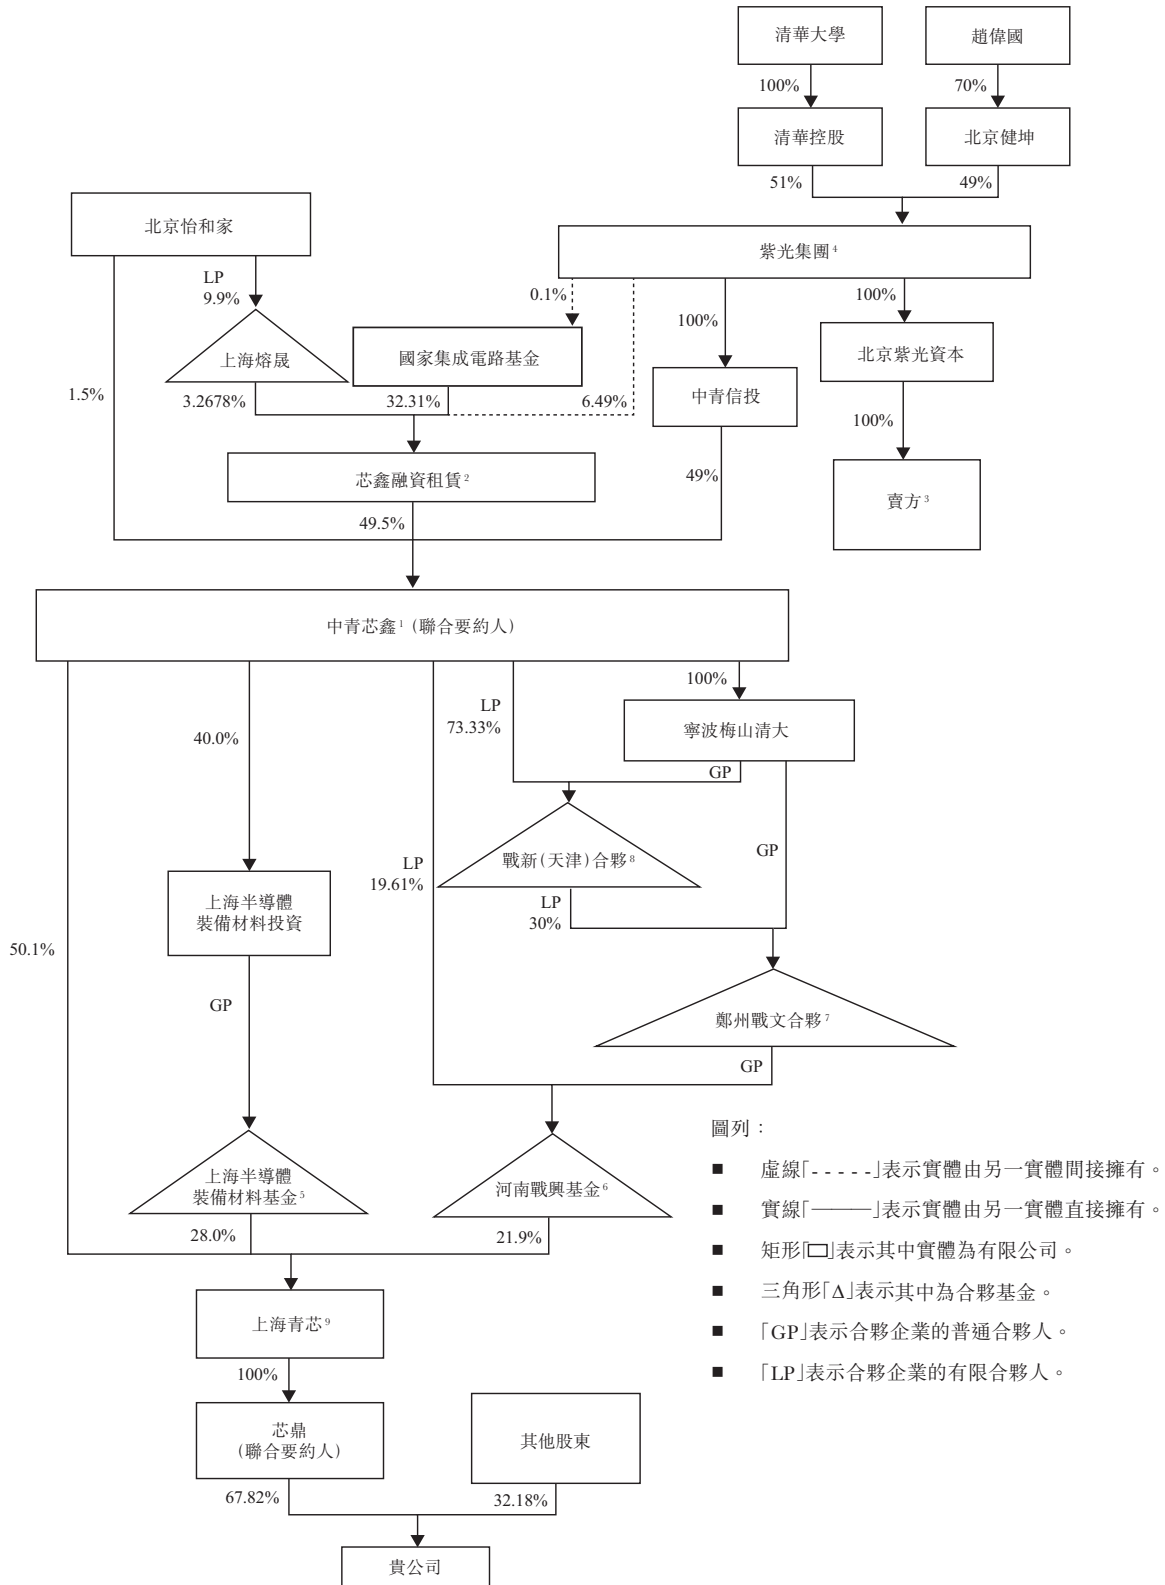 清華大學
趙偉國
100%
70%
清華控股
北京健坤
51%
49%
北京怡和家
紫光集團4
LP
9.9%
0.1%
100%
100%
上海熔晟
國家集成電路基金
北京紫光資本
中青信投
1.5%
3.2678%
32.31%
6.49%
100%
芯鑫融資租賃2
49%
賣方3
49.5%
中青芯鑫1(聯合要約人)
100%
LP
73.33%
寧波梅山清大
40.0%
GP
戰新(天津)合夥8
GP
LP
19.61%
LP
30%
上海半導體
裝備材料投資
50.1%
GP
鄭州戰文合夥7
GP
圖列：
上海半導體
裝備材料基金5
河南戰興基金6
■ 虛線「- - - - -」表示實體由另一實體間接擁有。
■ 實線「———」表示實體由另一實體直接擁有。
28.0%
21.9%
■ 矩形「□」表示其中實體為有限公司。
■ 三角形「Δ」表示其中為合夥基金。
上海青芯9
■ 「GP」表示合夥企業的普通合夥人。
100%
■ 「LP」表示合夥企業的有限合夥人。
芯鼎
(聯合要約人)
其他股東
67.82%
32.18%
貴公司